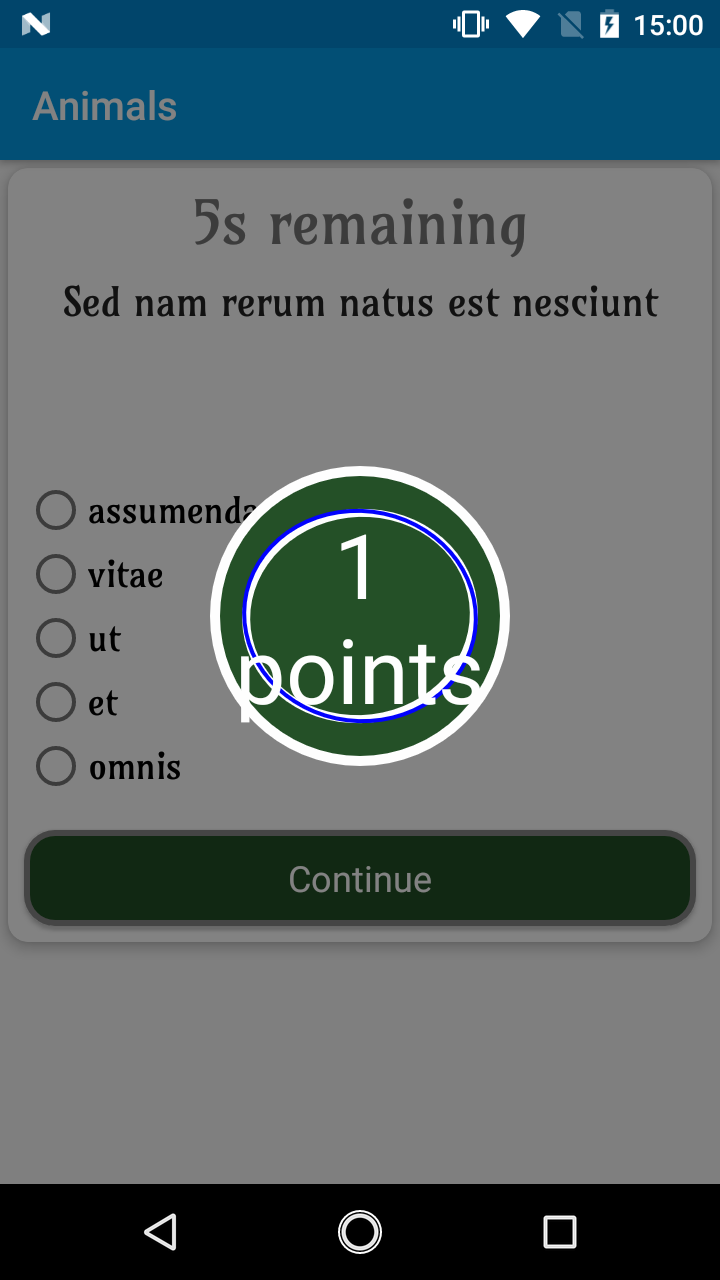 15:00
Animals
5s remaining
Sed nam rerum natus est nesciunt
assumenda
vitae
ut
et
omnis
1
points
Continue